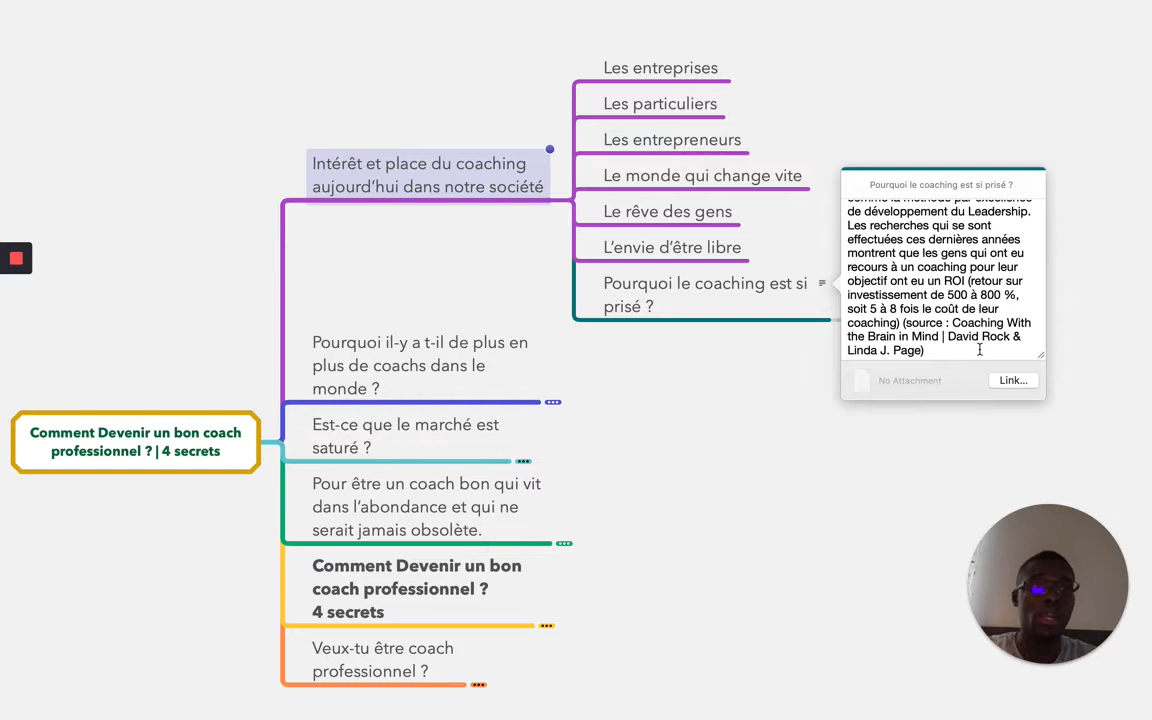 Les entreprises
Les particuliers
Les entrepreneurs
Le monde qui change vite
Le rêve des gens
L'envie d'être libre
Pourquoi le coaching est si
prisé ?
Intérêt et place du coaching
aujourd'hui dans notre société
Pourquoi il-y a t-il de plus en
plus de coachs dans le
monde ?
Est-ce que le marché est
saturé ?
Pour être un coach bon qui vit
dans l'abondance et qui ne
serait jamais obsolète.
Comment Devenir un bon
coach professionnel ?
4 secrets
Veux-tu être coach
professionnel ?
Comment Devenir un bon coach
professionnel ? | 4 secrets
Pourquoi le coaching est si prisé ?
comme la méthode par excellence
de développement du Leadership.
Les recherches qui se sont
effectuées ces dernières années
montrent que les gens qui ont eu
recours à un coaching pour leur
objectif ont eu un ROI (retour sur
investissement de 500 à 800 %,
soit 5 à 8 fois le coût de leur
coaching) (source : Coaching With
the Brain in Mind | David Rock &
Linda J. Page)
No Attachment
Link...